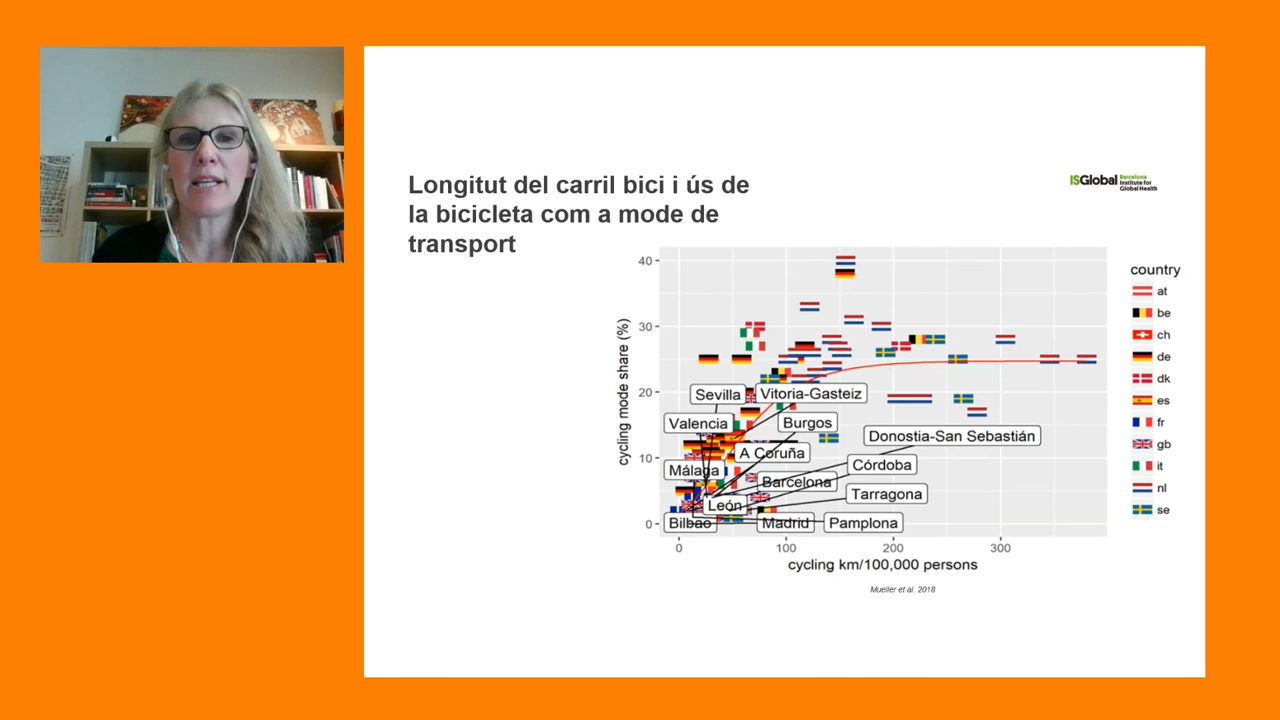 Longitut del carril bici i ús de
la bicicleta com a mode de
transport
ISGlobal Barcelona
Institute for
Global Health
cycling mode share (%)
40
30
20
10
0
0 100 200 300
cycling km/100,000 persons
Sevilla
Vitoria-Gasteiz
Valencia
Burgos
Donostia-San Sebastián
A Coruña
Málaga
Córdoba
Barcelona
Tarragona
León
Bilbao
Madrid
Pamplona
country
at
be
ch
de
dk
es
fr
gb
it
nl
se
Mueller et al. 2018